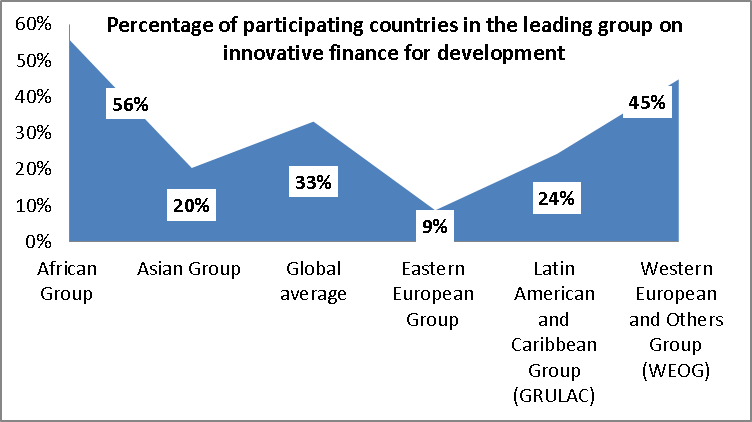 Percentage of participating countries in the leading group on
innovative finance for development
60%
50%
40%
30%
20%
10%
0%
56%
20%
33%
9%
24%
45%
African
Group
Asian Group
Global
average
Eastern
European
Group
Latin
American
and
Caribbean
Group
(GRULAC)
Western
European
and Others
Group
(WEOG)